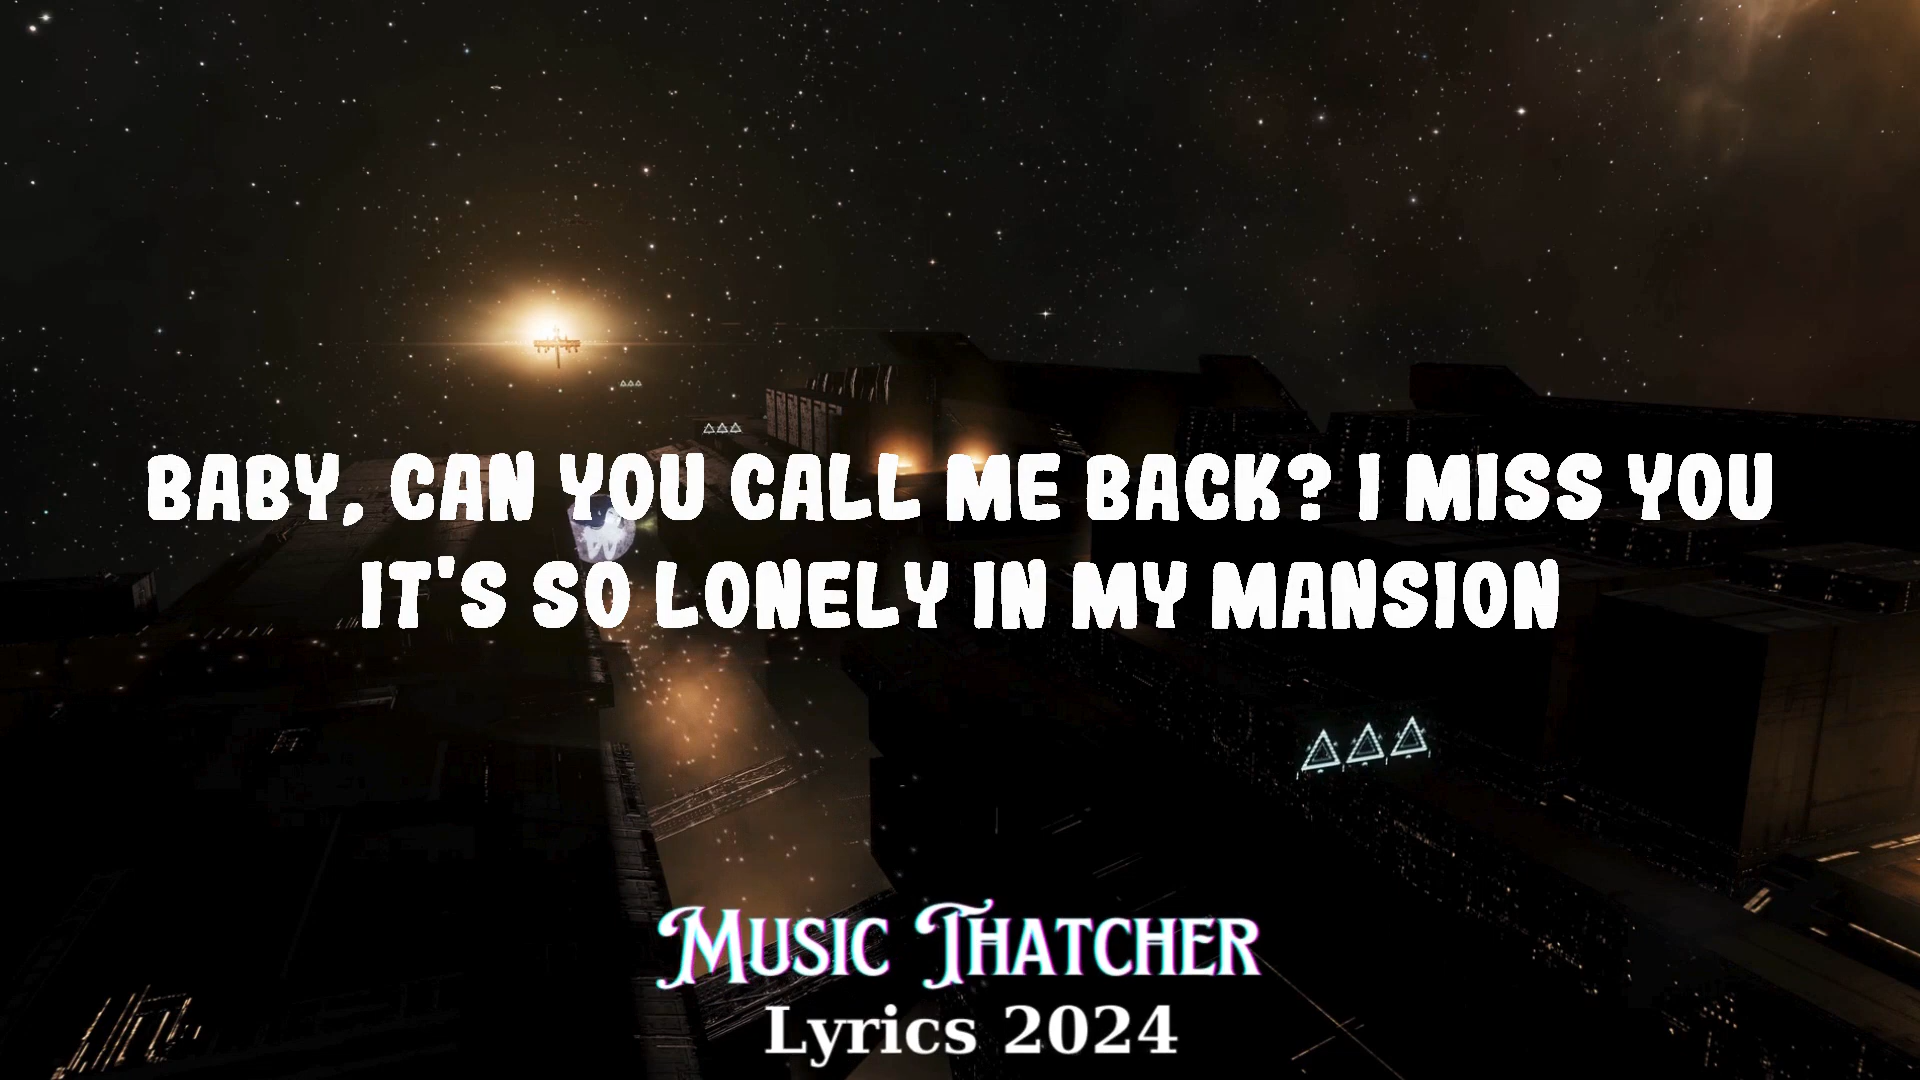 BABY, CAN YOU CALL ME BACK? I MISS YOU
IT'S SO LONELY IN MY MANSION
MUSIC THATCHER
Lyrics 2024